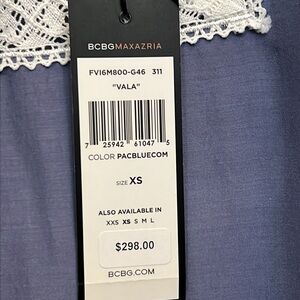 BCBGMAXAZRIA
FVI6M800-G46 311
"VALA"
7 25942 61047 5
COLOR PACBLUECOM
SIZE XS
ALSO AVAILABLE IN
XXS XS S M L
$298.00
BCBG.COM